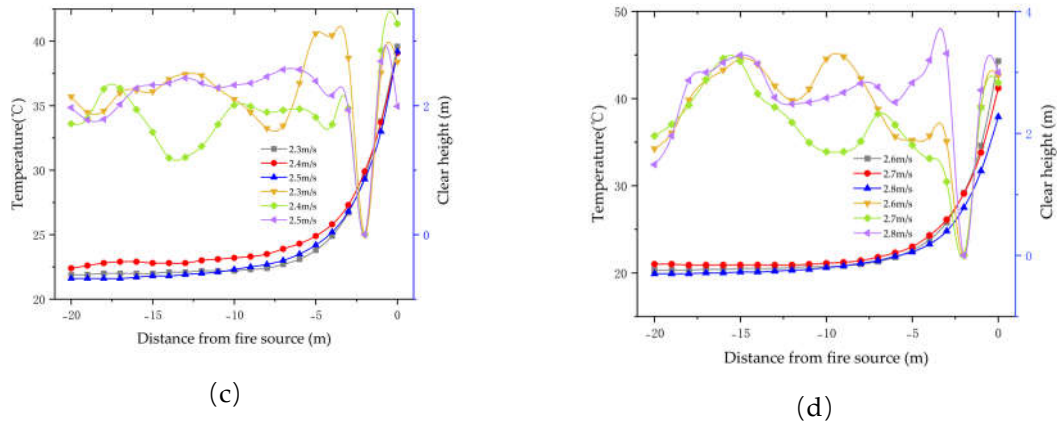 (c)
Temperature(℃)
40
35
30
25
20
2
0
Clear height (m)
2.3m/s
2.4m/s
2.5m/s
2.3m/s
2.4m/s
2.5m/s
-20
-15
-10
-5
0
Distance from fire source (m)
Temperature(℃)
50
40
30
20
4
2
0
Clear height (m)
2.6m/s
2.7m/s
2.8m/s
2.6m/s
2.7m/s
2.8m/s
-20
-15
-10
-5
0
Distance from fire source (m)
(d)